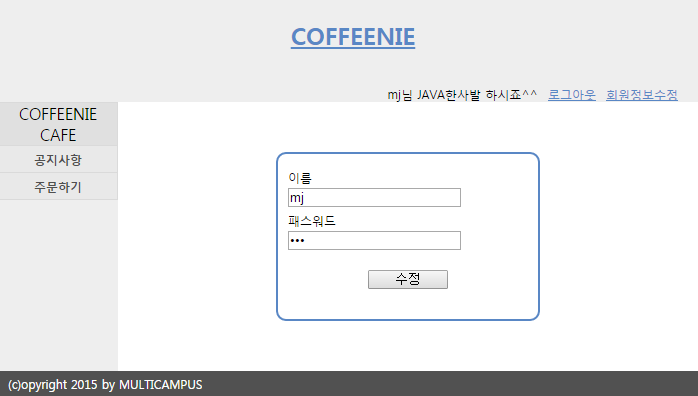 COFFEENIE
mj님 JAVA한사발 하시죠^^ 로그아웃 회원정보수정
COFFEENIE
CAFE
공지사항
주문하기
이름
mj
패스워드
•••
수정
(c)opyright 2015 by MULTICAMPUS